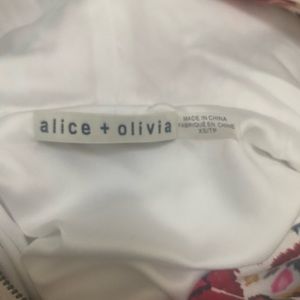 alice + olivia
MADE IN CHINA
FABRIQUÉ EN CHINE
XS/TP